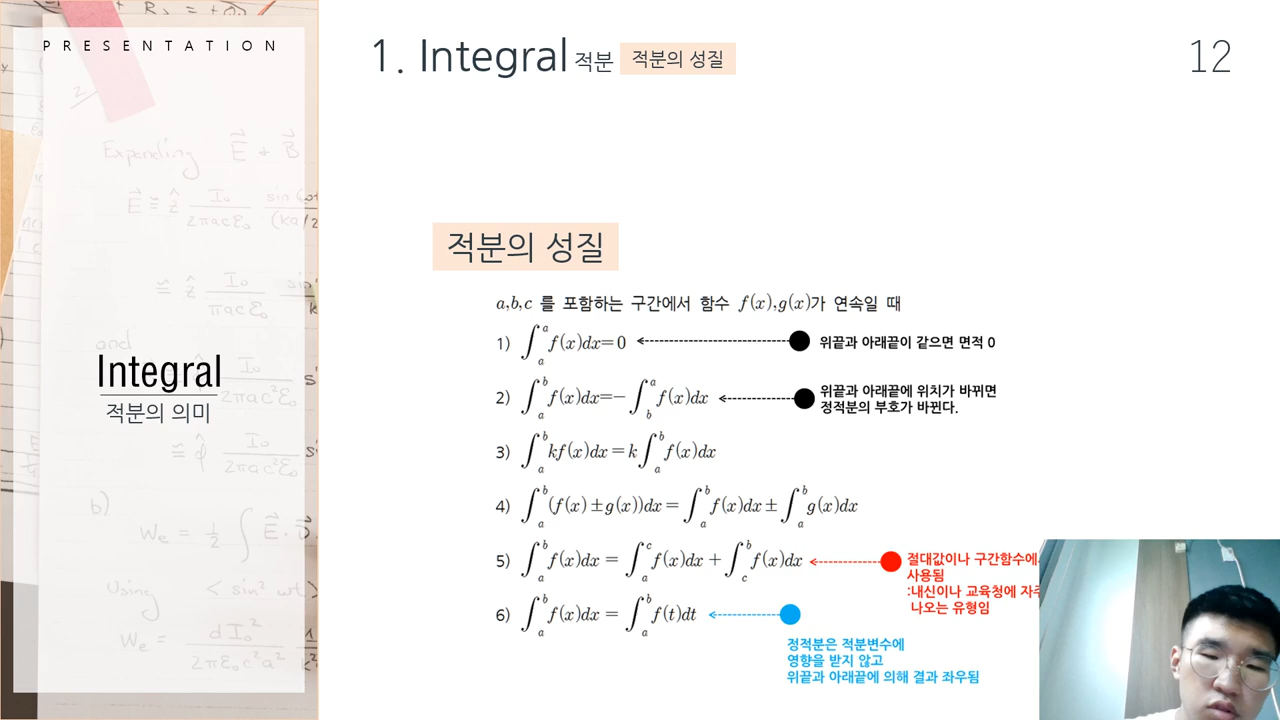 PRESENTATION
Integral
적분의 의미
1. Integral 적분 적분의 성질
12
적분의 성질
a,b,c 를 포함하는 구간에서 함수 f(x),g(x)가 연속일 때
1) ∫_a^a f(x)dx=0
위끝과 아래끝이 같으면 면적 0
2) ∫_a^b f(x)dx=-∫_b^a f(x)dx
위끝과 아래끝에 위치가 바뀌면
정적분의 부호가 바뀐다.
3) ∫_a^b kf(x)dx=k∫_a^b f(x)dx
4) ∫_a^b (f(x)±g(x))dx=∫_a^b f(x)dx±∫_a^b g(x)dx
5) ∫_a^b f(x)dx=∫_a^c f(x)dx+∫_c^b f(x)dx
절대값이나 구간함수에
사용됨
:내신이나 교육청에
나오는 유형임
6) ∫_a^b f(x)dx=∫_a^b f(t)dt
정적분은 적분변수에
영향을 받지 않고
위끝과 아래끝에 의해 결과 좌우됨
Expending E + B
and
b)
Using